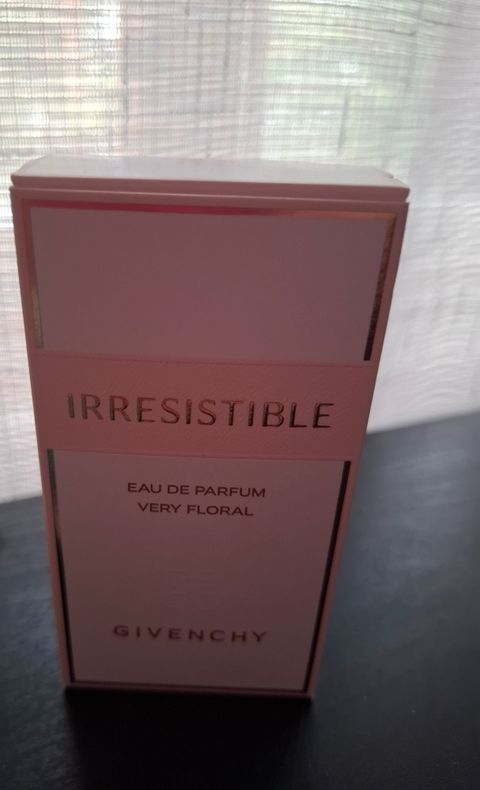 IRRESISTIBLE
EAU DE PARFUM
VERY FLORAL
GIVENCHY